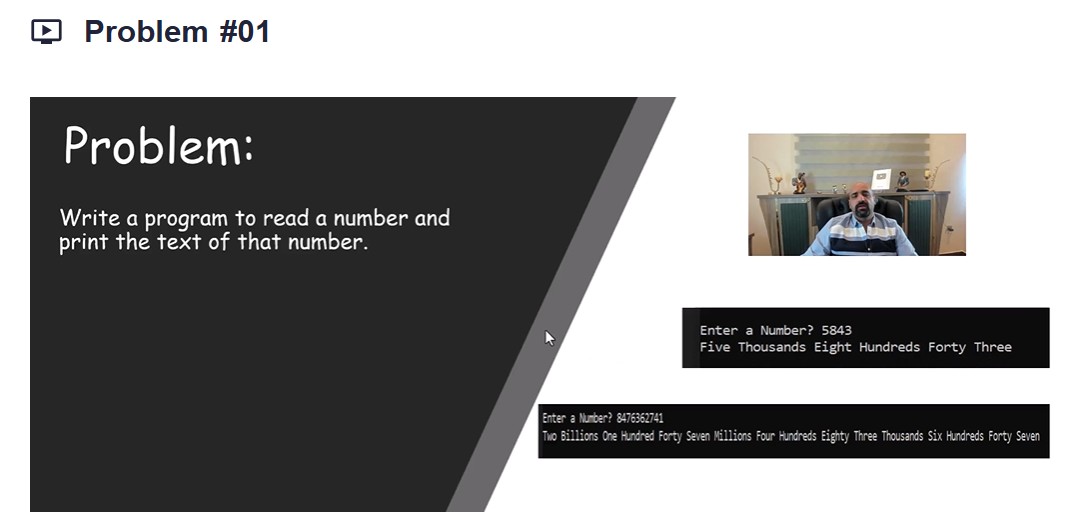 Problem #01
Problem:
Write a program to read a number and
print the text of that number.
Enter a Number? 5843
Five Thousands Eight Hundreds Forty Three
Enter a Number? 8476362741
Two Billions One Hundred Forty Seven Millions Four Hundreds Eighty Three Thousands Six Hundreds Forty Seven